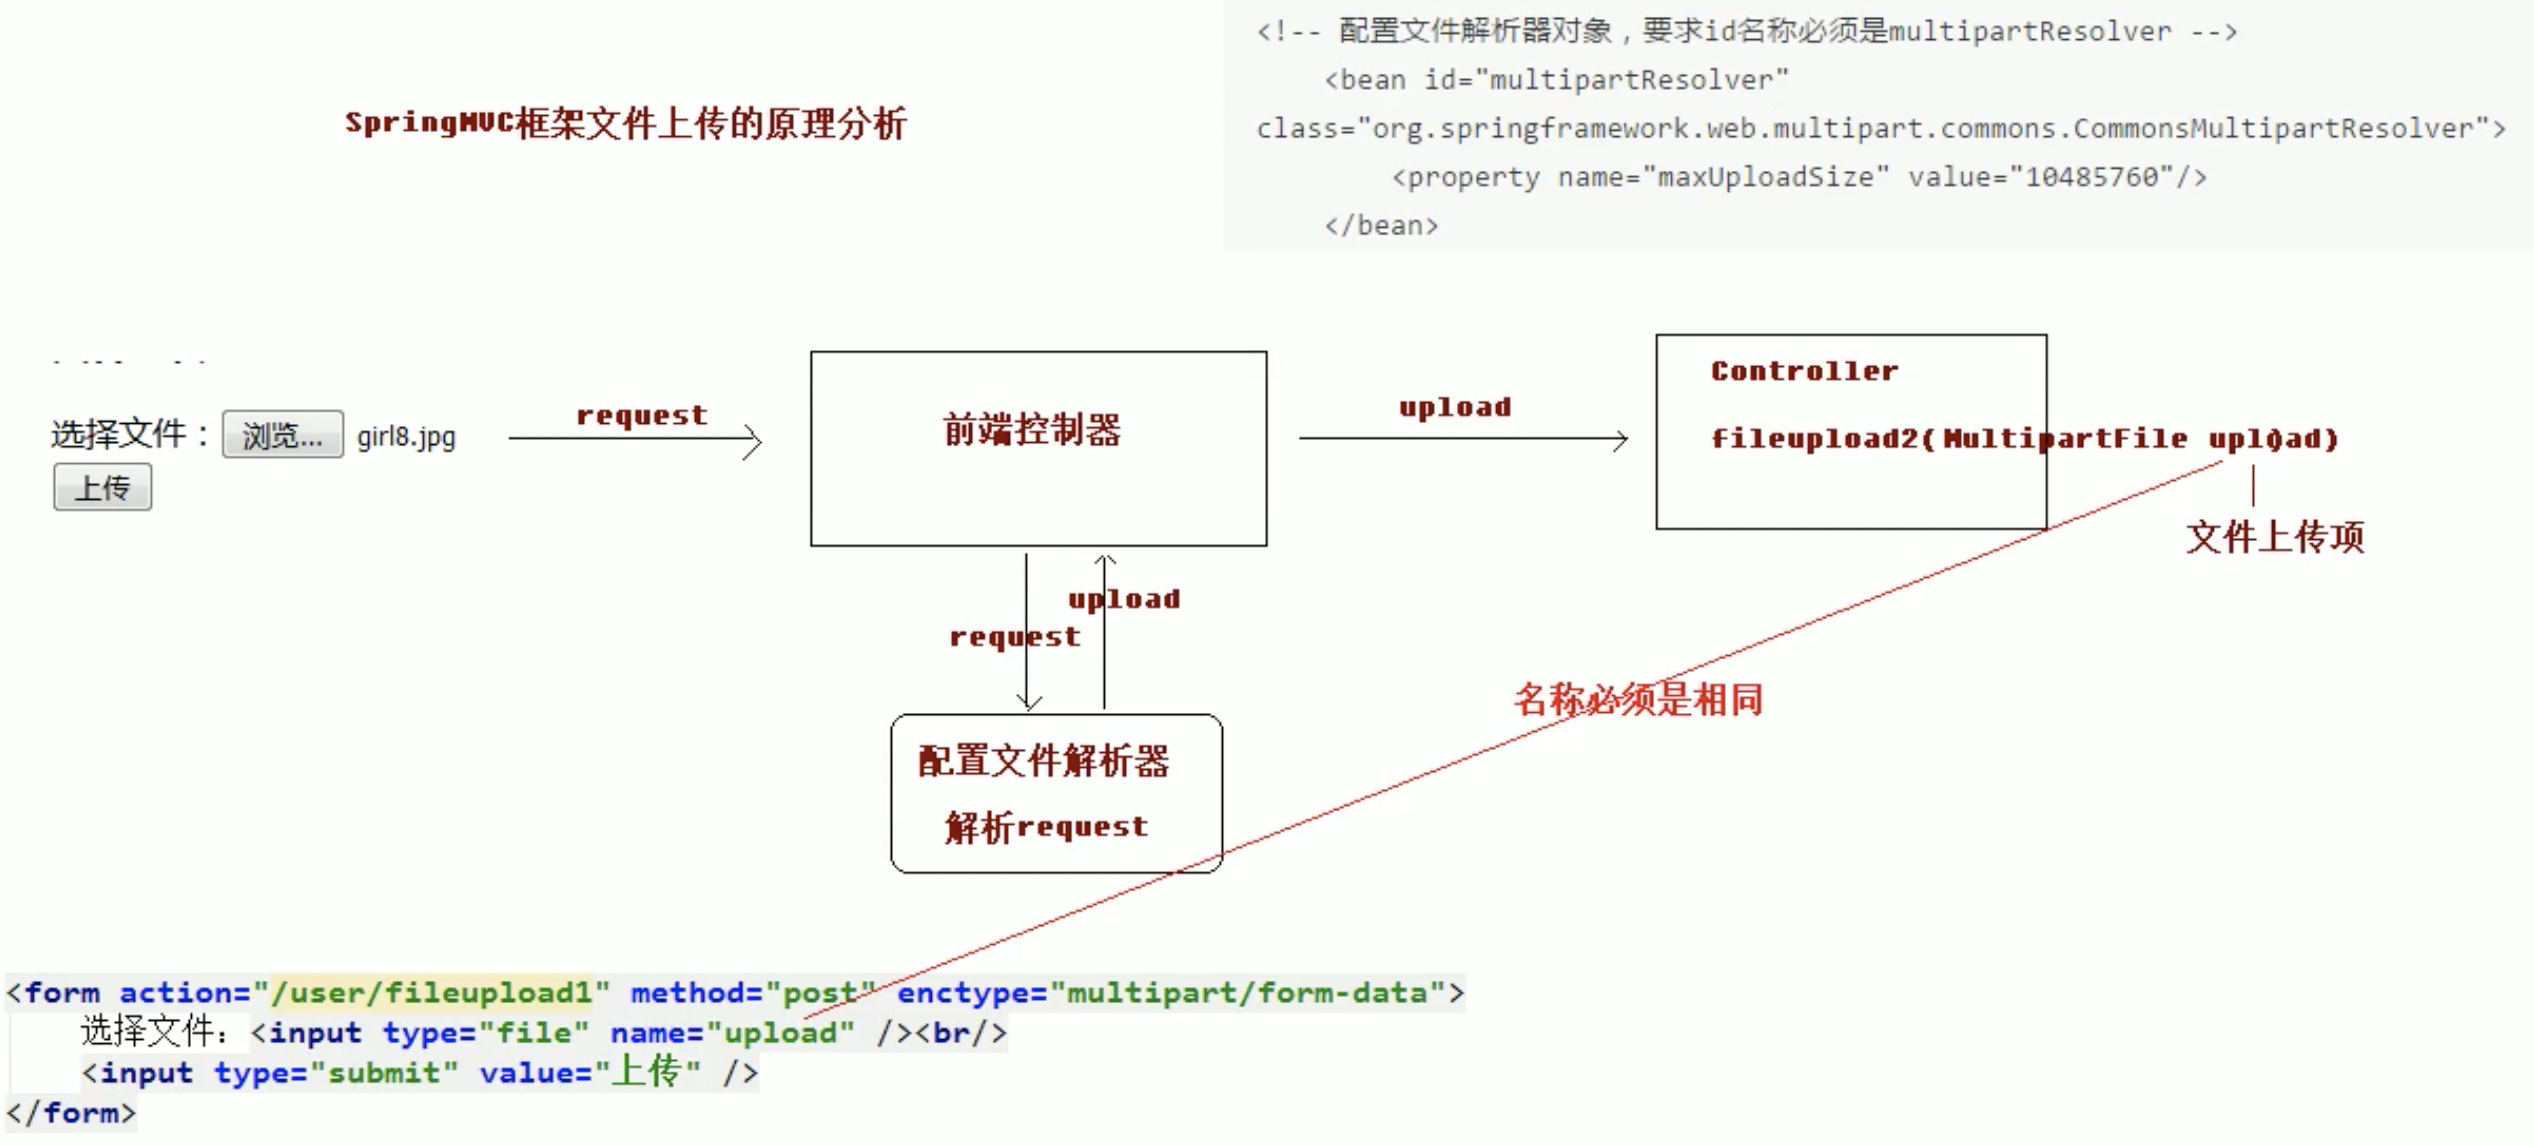 <!-- 配置文件解析器对象，要求id名称必须是multipartResolver -->
<bean id="multipartResolver"
class="org.springframework.web.multipart.commons.CommonsMultipartResolver">
<property name="maxUploadSize" value="10485760"/>
</bean>
SpringMVC框架文件上传的原理分析
选择文件： 浏览... girl8.jpg
上传
request
前端控制器
upload
Controller
fileupload2(MultipartFile upload)
文件上传项
upload
request
名称必须是相同
配置文件解析器
解析request
<form action="/user/fileupload1" method="post" enctype="multipart/form-data">
选择文件：<input type="file" name="upload" /><br/>
<input type="submit" value="上传" />
</form>